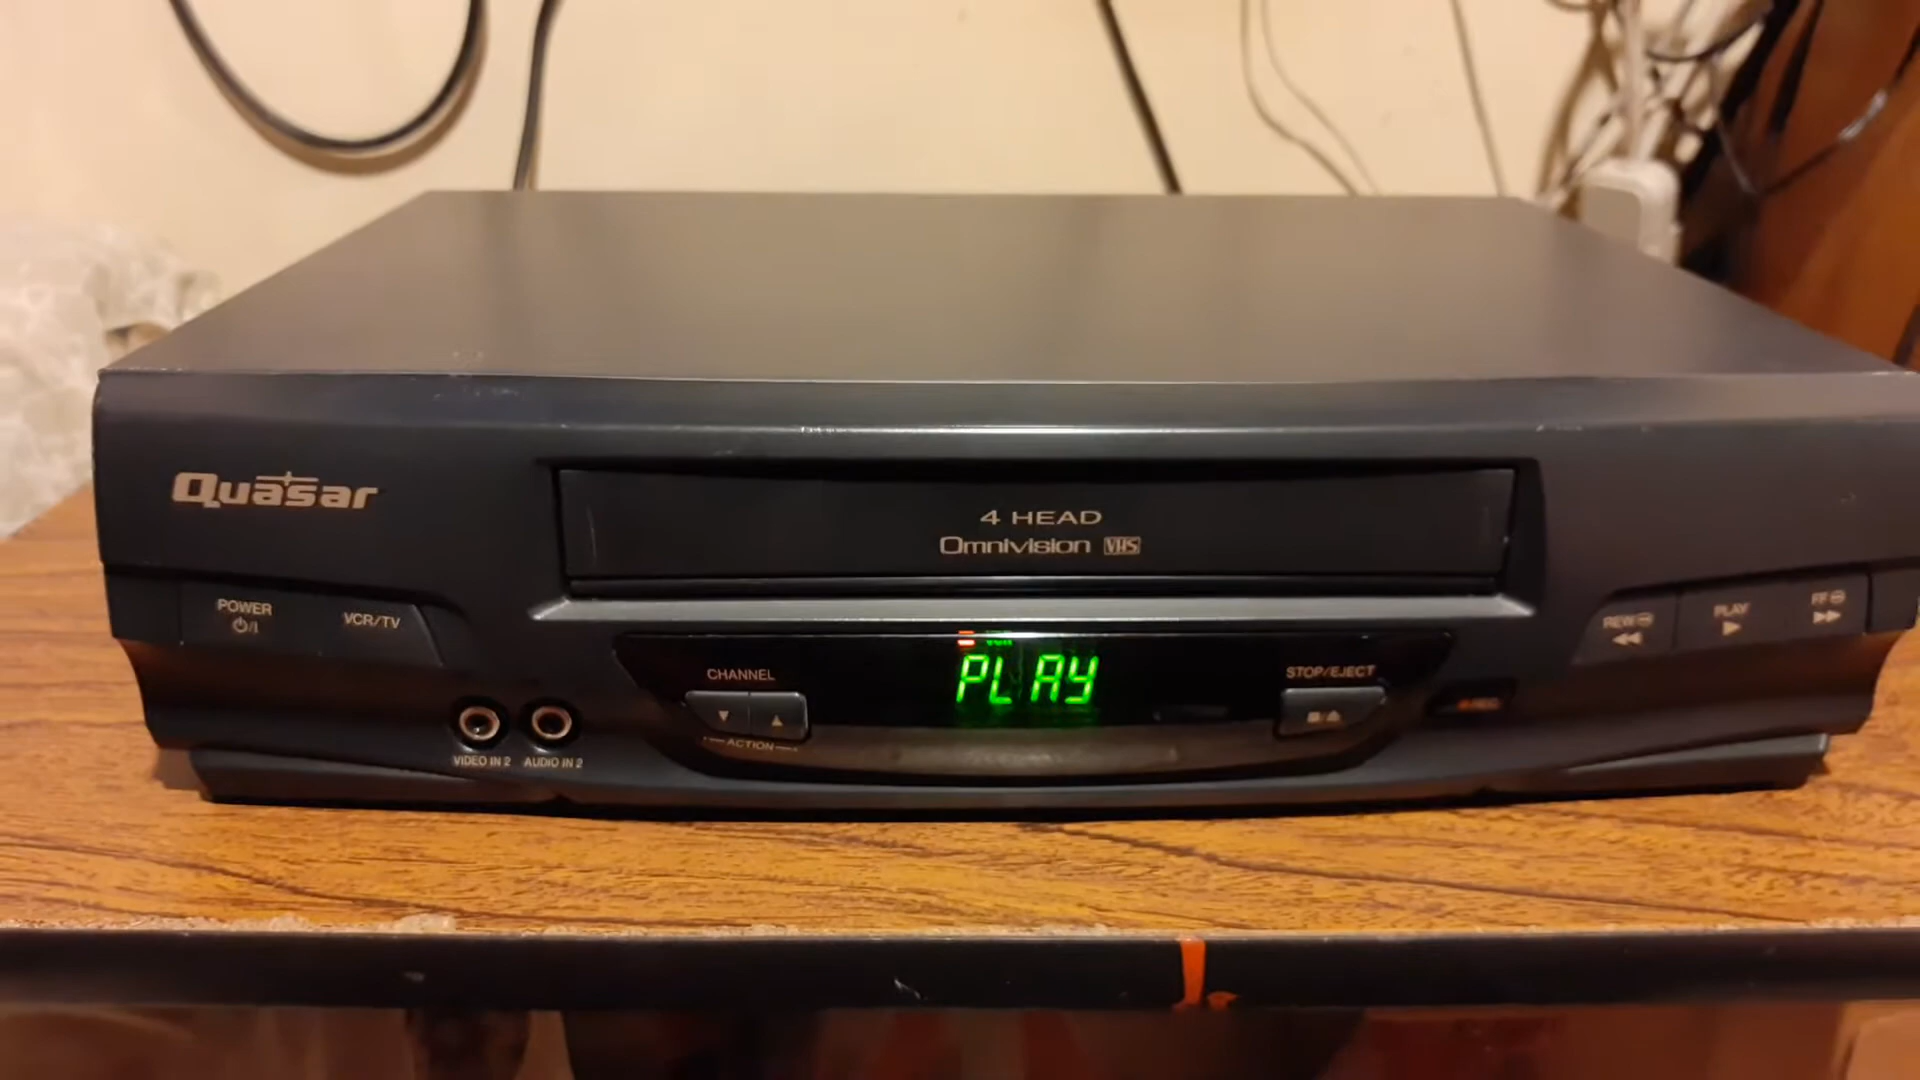 Quasar
4 HEAD
Omnivision VHS
POWER
VCR/TV
REW
PLAY
FF
CHANNEL
PLAY
STOP/EJECT
ACTION
VIDEO IN 2 AUDIO IN 2